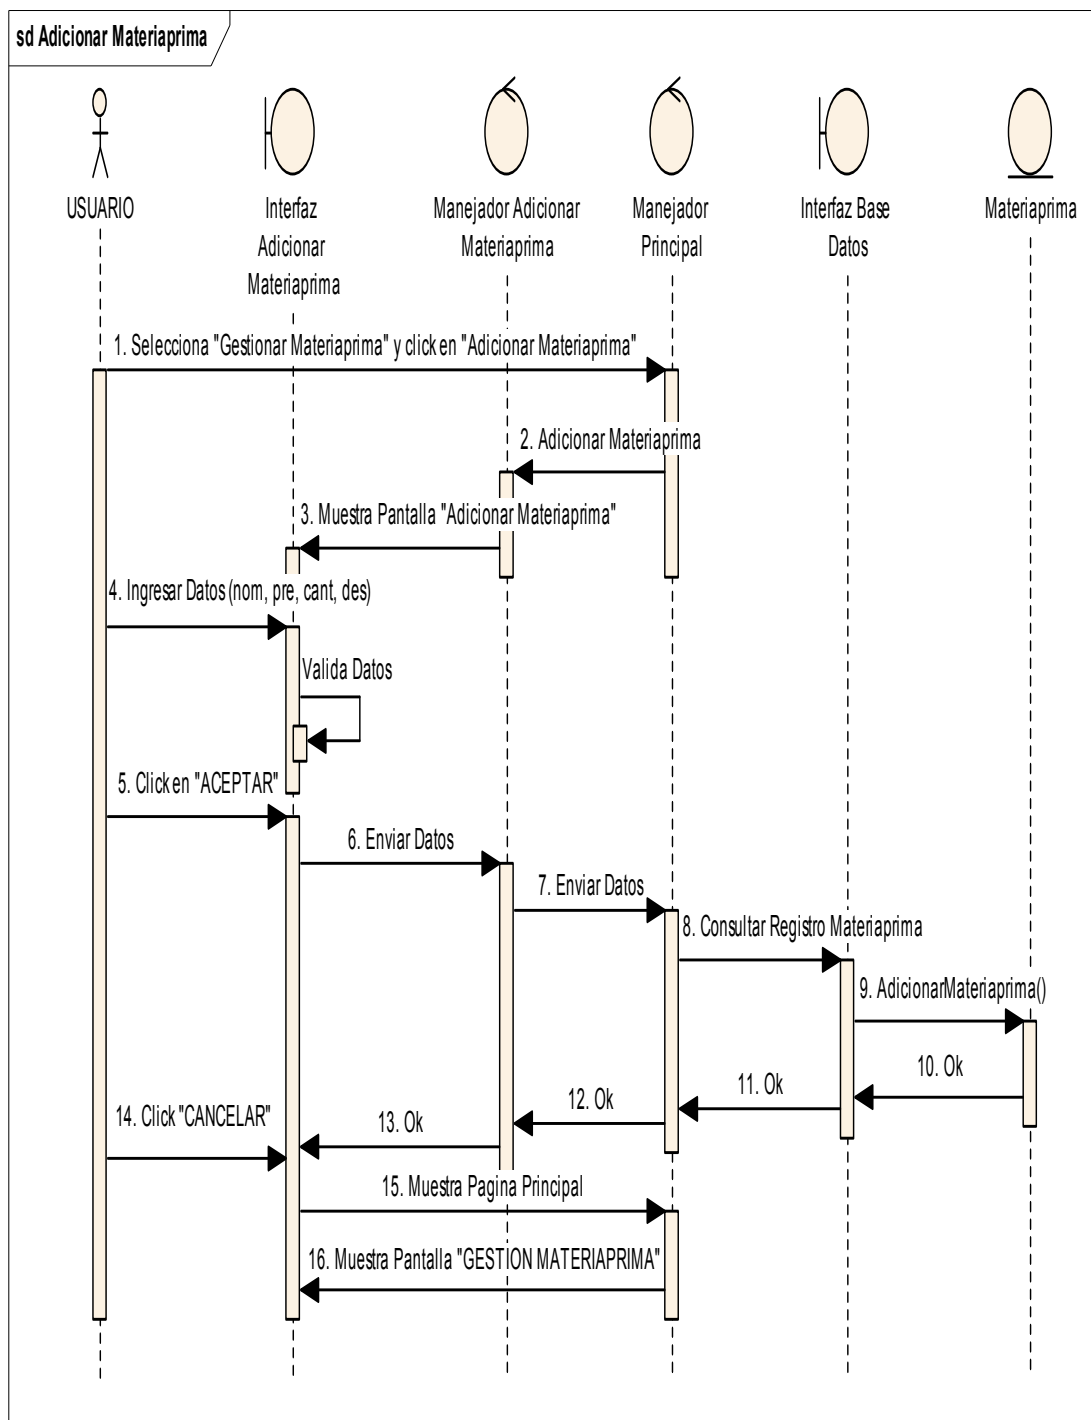 sd Adicionar Materiaprima
USUARIO
Interfaz
Adicionar
Materiaprima
Manejador Adicionar
Materiaprima
Manejador
Principal
Interfaz Base
Datos
Materiaprima
1. Selecciona "Gestionar Materiaprima" y click en "Adicionar Materiaprima"
2. Adicionar Materiaprima
3. Muestra Pantalla "Adicionar Materiaprima"
4. Ingresar Datos (nom, pre, cant, des)
Valida Datos
5. Click en "ACEPTAR"
6. Enviar Datos
7. Enviar Datos
8. Consultar Registro Materiaprima
9. AdicionarMateriaprima()
10. Ok
11. Ok
12. Ok
13. Ok
14. Click "CANCELAR"
15. Muestra Pagina Principal
16. Muestra Pantalla "GESTION MATERIAPRIMA"